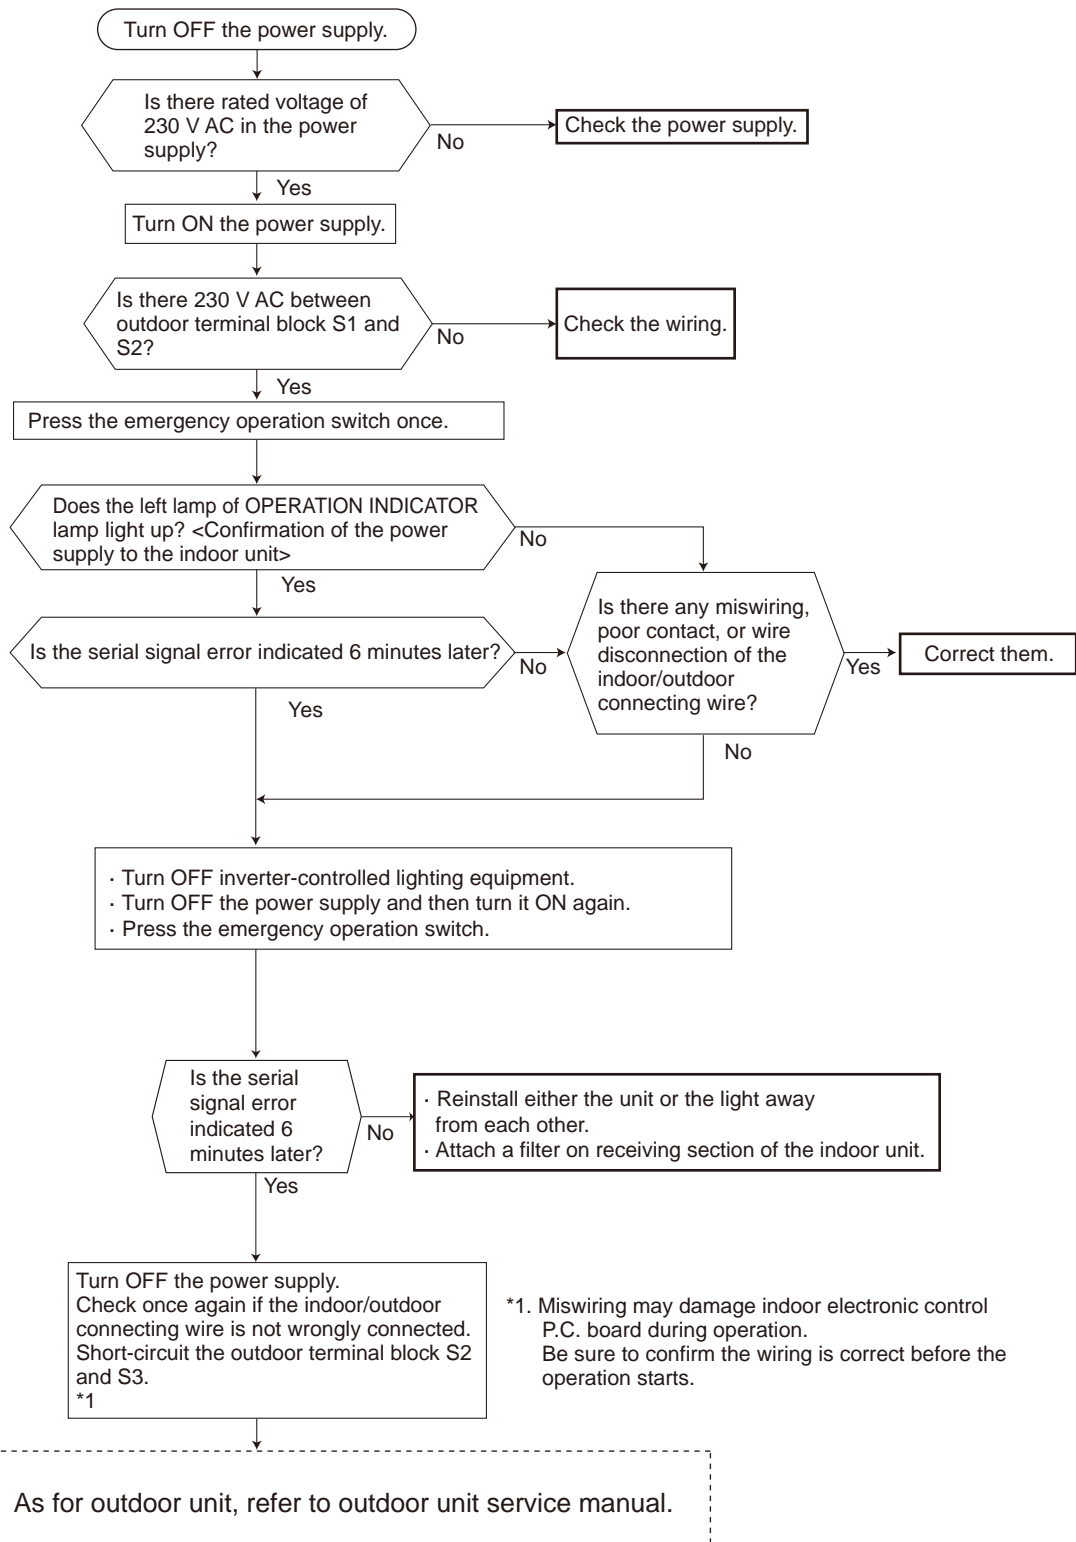 Turn OFF the power supply.
Is there rated voltage of
230 V AC in the power
supply?
No
Check the power supply.
Yes
Turn ON the power supply.
Is there 230 V AC between
outdoor terminal block S1 and
S2?
No
Check the wiring.
Yes
Press the emergency operation switch once.
Does the left lamp of OPERATION INDICATOR
lamp light up? <Confirmation of the power
supply to the indoor unit>
No
Yes
Is there any miswiring,
poor contact, or wire
disconnection of the
indoor/outdoor
connecting wire?
Yes
Correct them.
No
Is the serial signal error indicated 6 minutes later?
No
Yes
· Turn OFF inverter-controlled lighting equipment.
· Turn OFF the power supply and then turn it ON again.
· Press the emergency operation switch.
Is the serial
signal error
indicated 6
minutes later?
No
· Reinstall either the unit or the light away
from each other.
· Attach a filter on receiving section of the indoor unit.
Yes
Turn OFF the power supply.
Check once again if the indoor/outdoor
connecting wire is not wrongly connected.
Short-circuit the outdoor terminal block S2
and S3.
*1
*1. Miswiring may damage indoor electronic control
P.C. board during operation.
Be sure to confirm the wiring is correct before the
operation starts.
As for outdoor unit, refer to outdoor unit service manual.